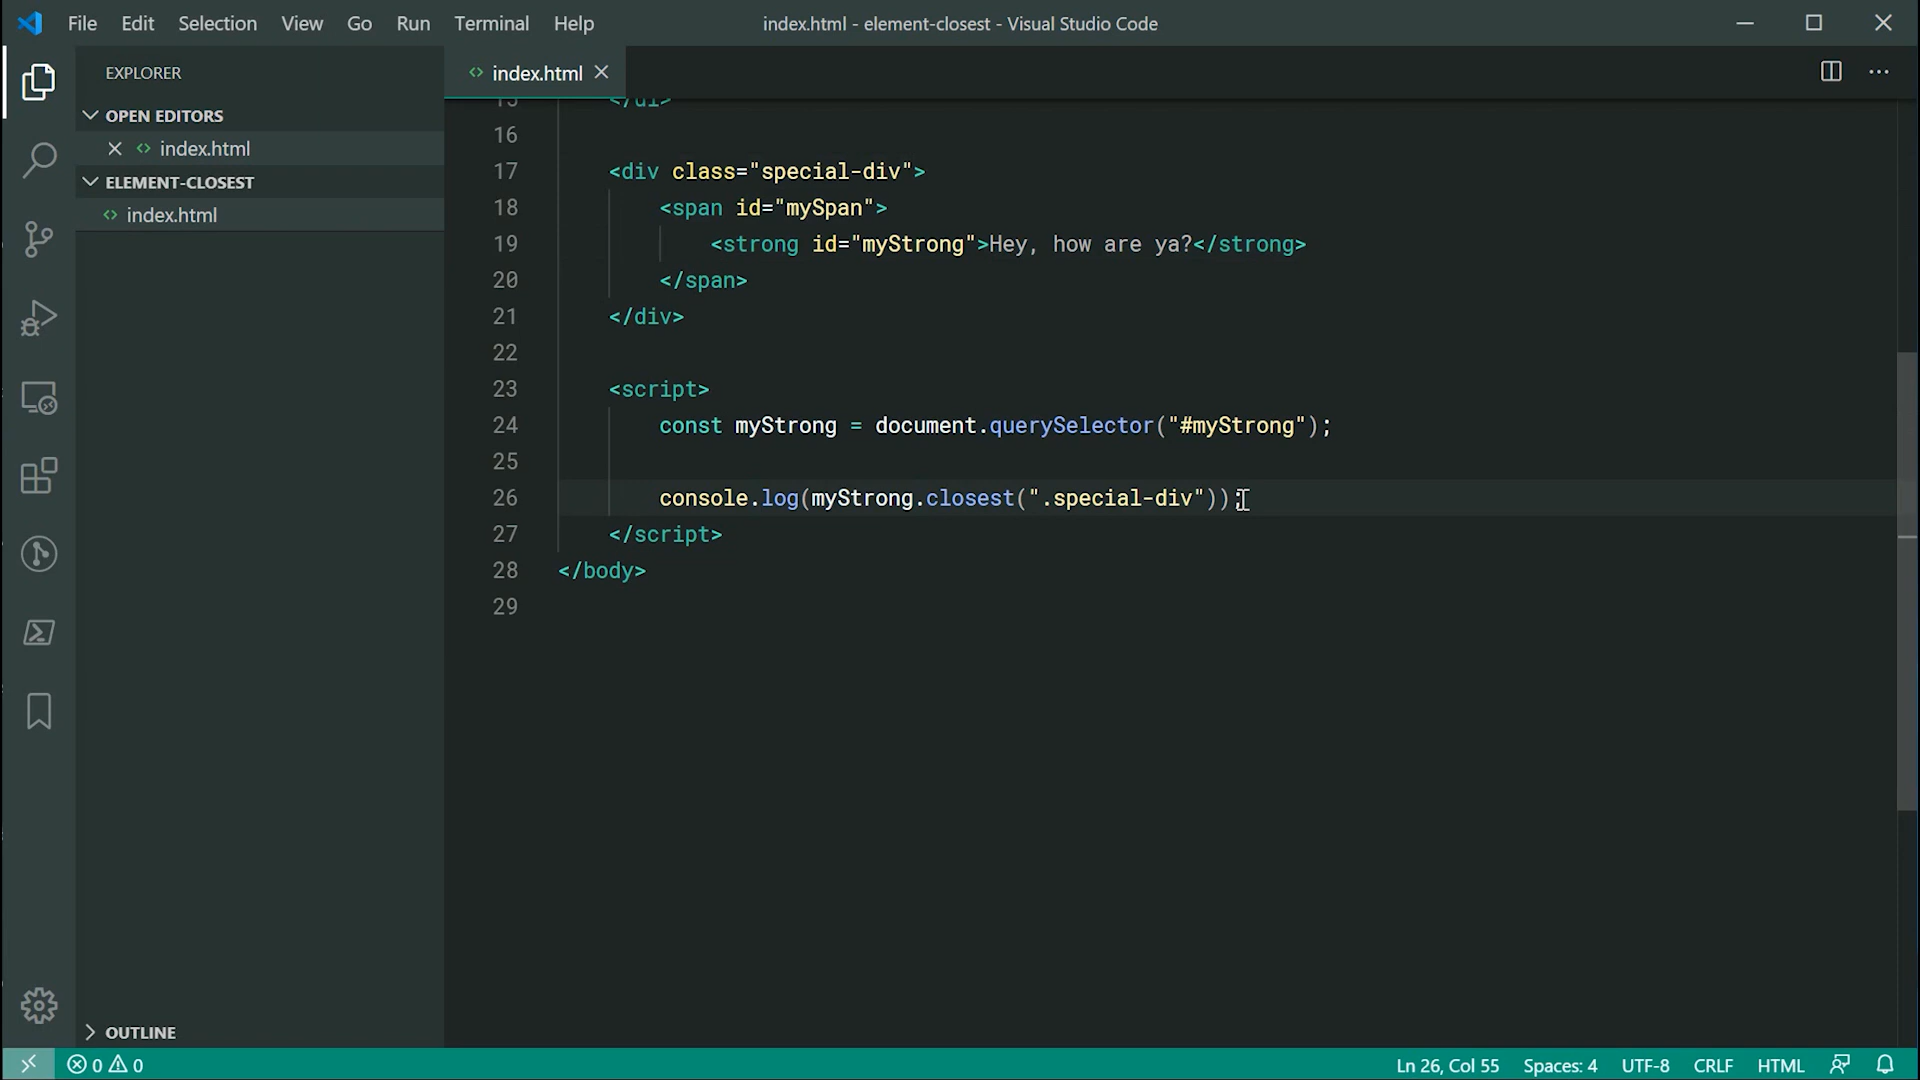 File Edit Selection View Go Run Terminal Help
index.html - element-closest - Visual Studio Code
EXPLORER
OPEN EDITORS
index.html
ELEMENT-CLOSEST
index.html
OUTLINE
index.html
15 </ul>
16
17 <div class="special-div">
18 <span id="mySpan">
19 <strong id="myStrong">Hey, how are ya?</strong>
20 </span>
21 </div>
22
23 <script>
24 const myStrong = document.querySelector("#myStrong");
25
26 console.log(myStrong.closest(".special-div"));
27 </script>
28 </body>
29
0 0
Ln 26, Col 55 Spaces: 4 UTF-8 CRLF HTML